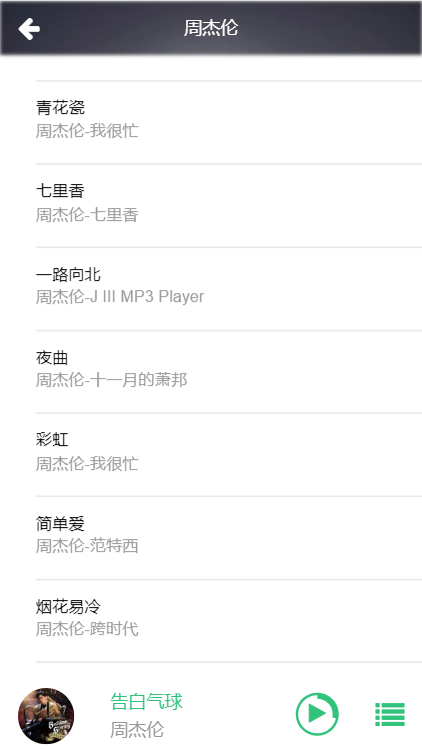 周杰伦
青花瓷
周杰伦-我很忙
七里香
周杰伦-七里香
一路向北
周杰伦-J III MP3 Player
夜曲
周杰伦-十一月的萧邦
彩虹
周杰伦-我很忙
简单爱
周杰伦-范特西
烟花易冷
周杰伦-跨时代
告白气球
周杰伦